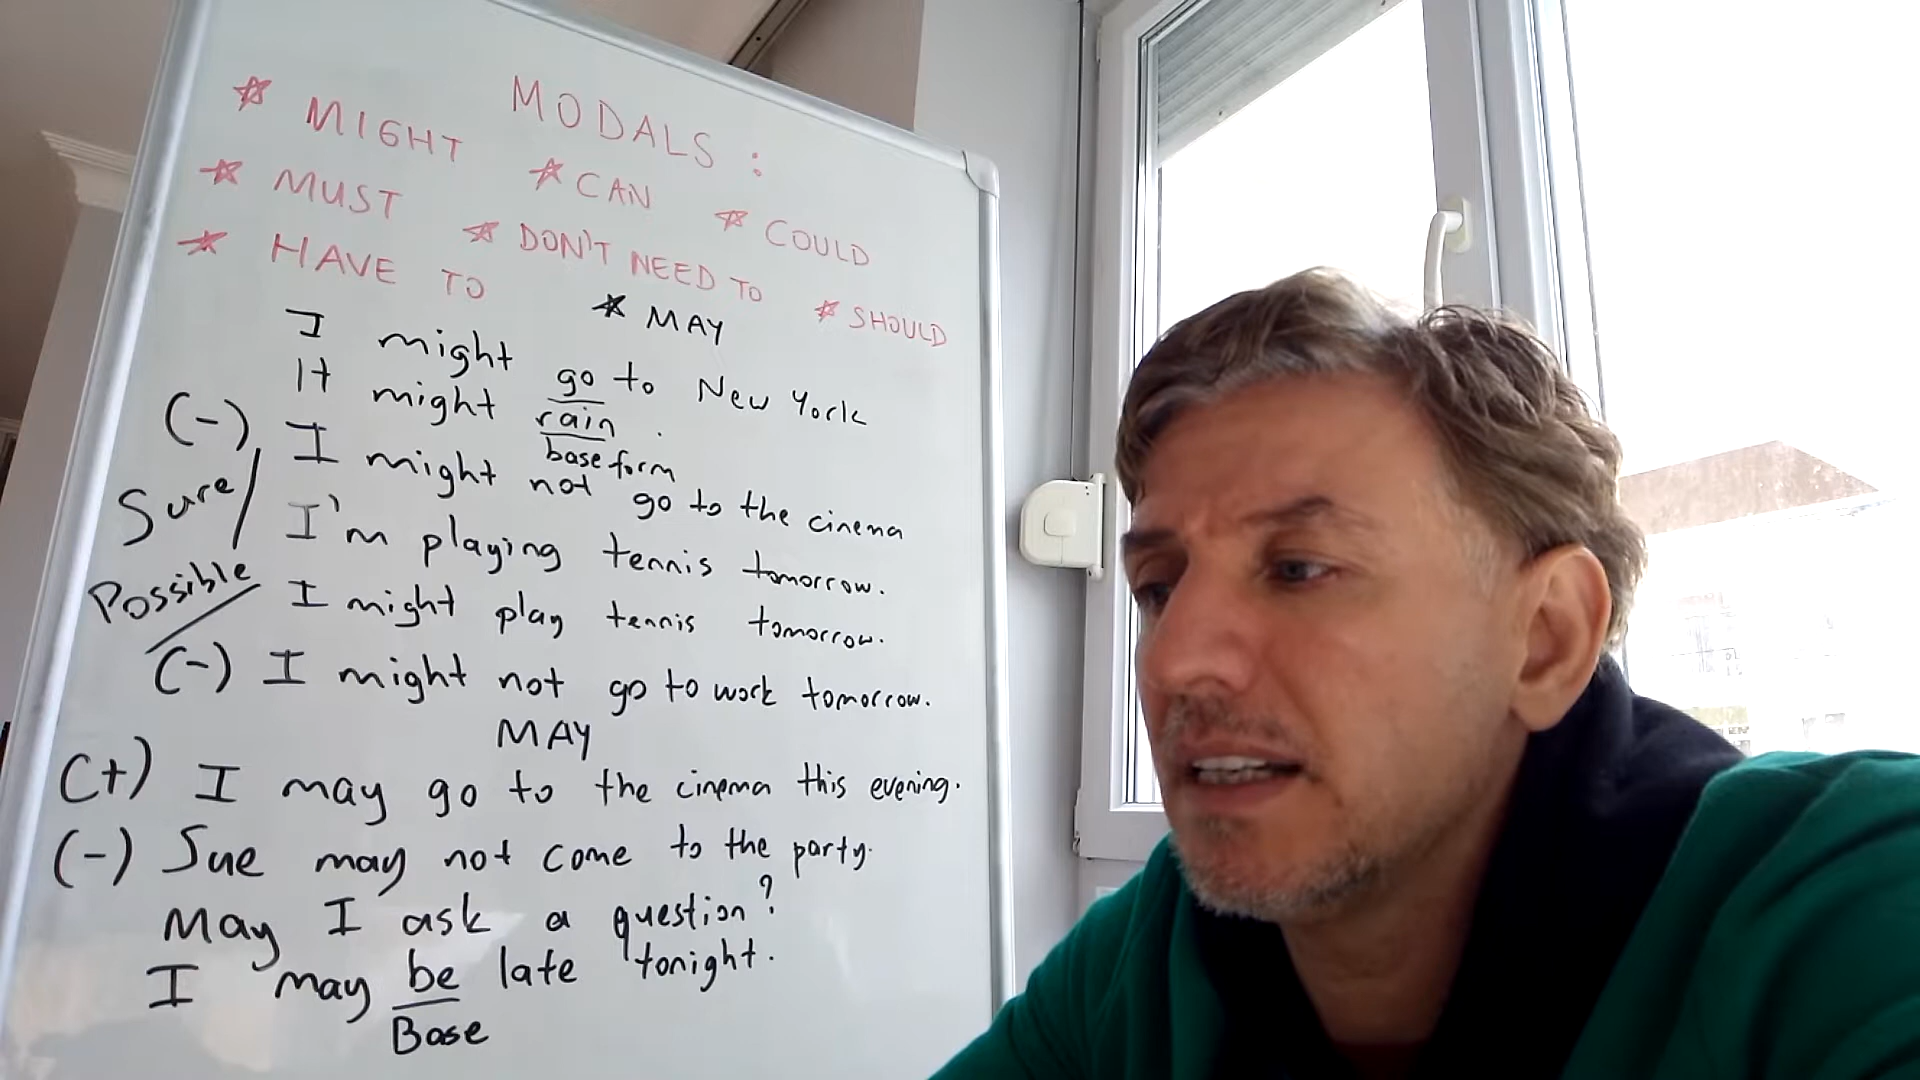 MODALS :
* MIGHT * CAN * COULD
* MUST * DON'T NEED TO * SHOULD
* HAVE TO * MAY
I might go to New York
It might rain .
base form
(-) I might not go to the cinema
Sure / I'm playing tennis tomorrow.
Possible / I might play tennis tomorrow.
(-) I might not go to work tomorrow.
MAY
(+) I may go to the cinema this evening.
(-) Sue may not come to the party.
May I ask a question?
I may be late tonight.
Base